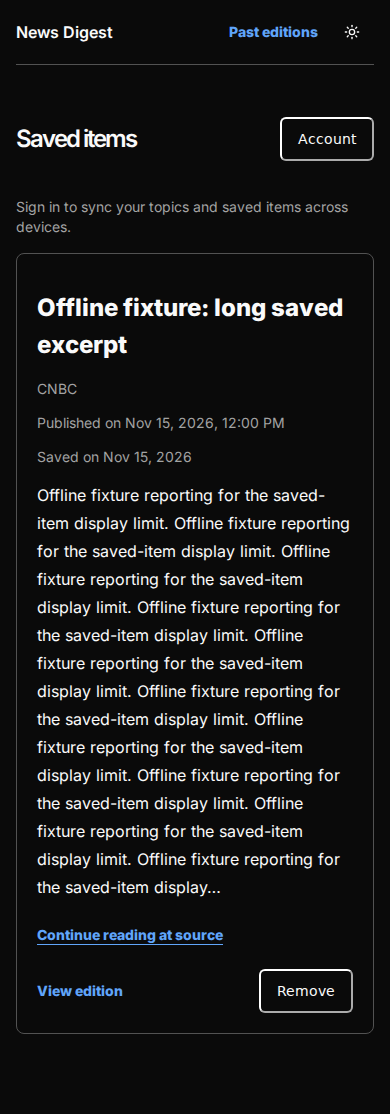 News Digest
Past editions
Saved items
Account
Sign in to sync your topics and saved items across
devices.
Offline fixture: long saved
excerpt
CNBC
Published on Nov 15, 2026, 12:00 PM
Saved on Nov 15, 2026
Offline fixture reporting for the saved-
item display limit. Offline fixture reporting
for the saved-item display limit. Offline
fixture reporting for the saved-item
display limit. Offline fixture reporting for
the saved-item display limit. Offline
fixture reporting for the saved-item
display limit. Offline fixture reporting for
the saved-item display limit. Offline
fixture reporting for the saved-item
display limit. Offline fixture reporting for
the saved-item display limit. Offline
fixture reporting for the saved-item
display limit. Offline fixture reporting for
the saved-item display…
Continue reading at source
View edition
Remove